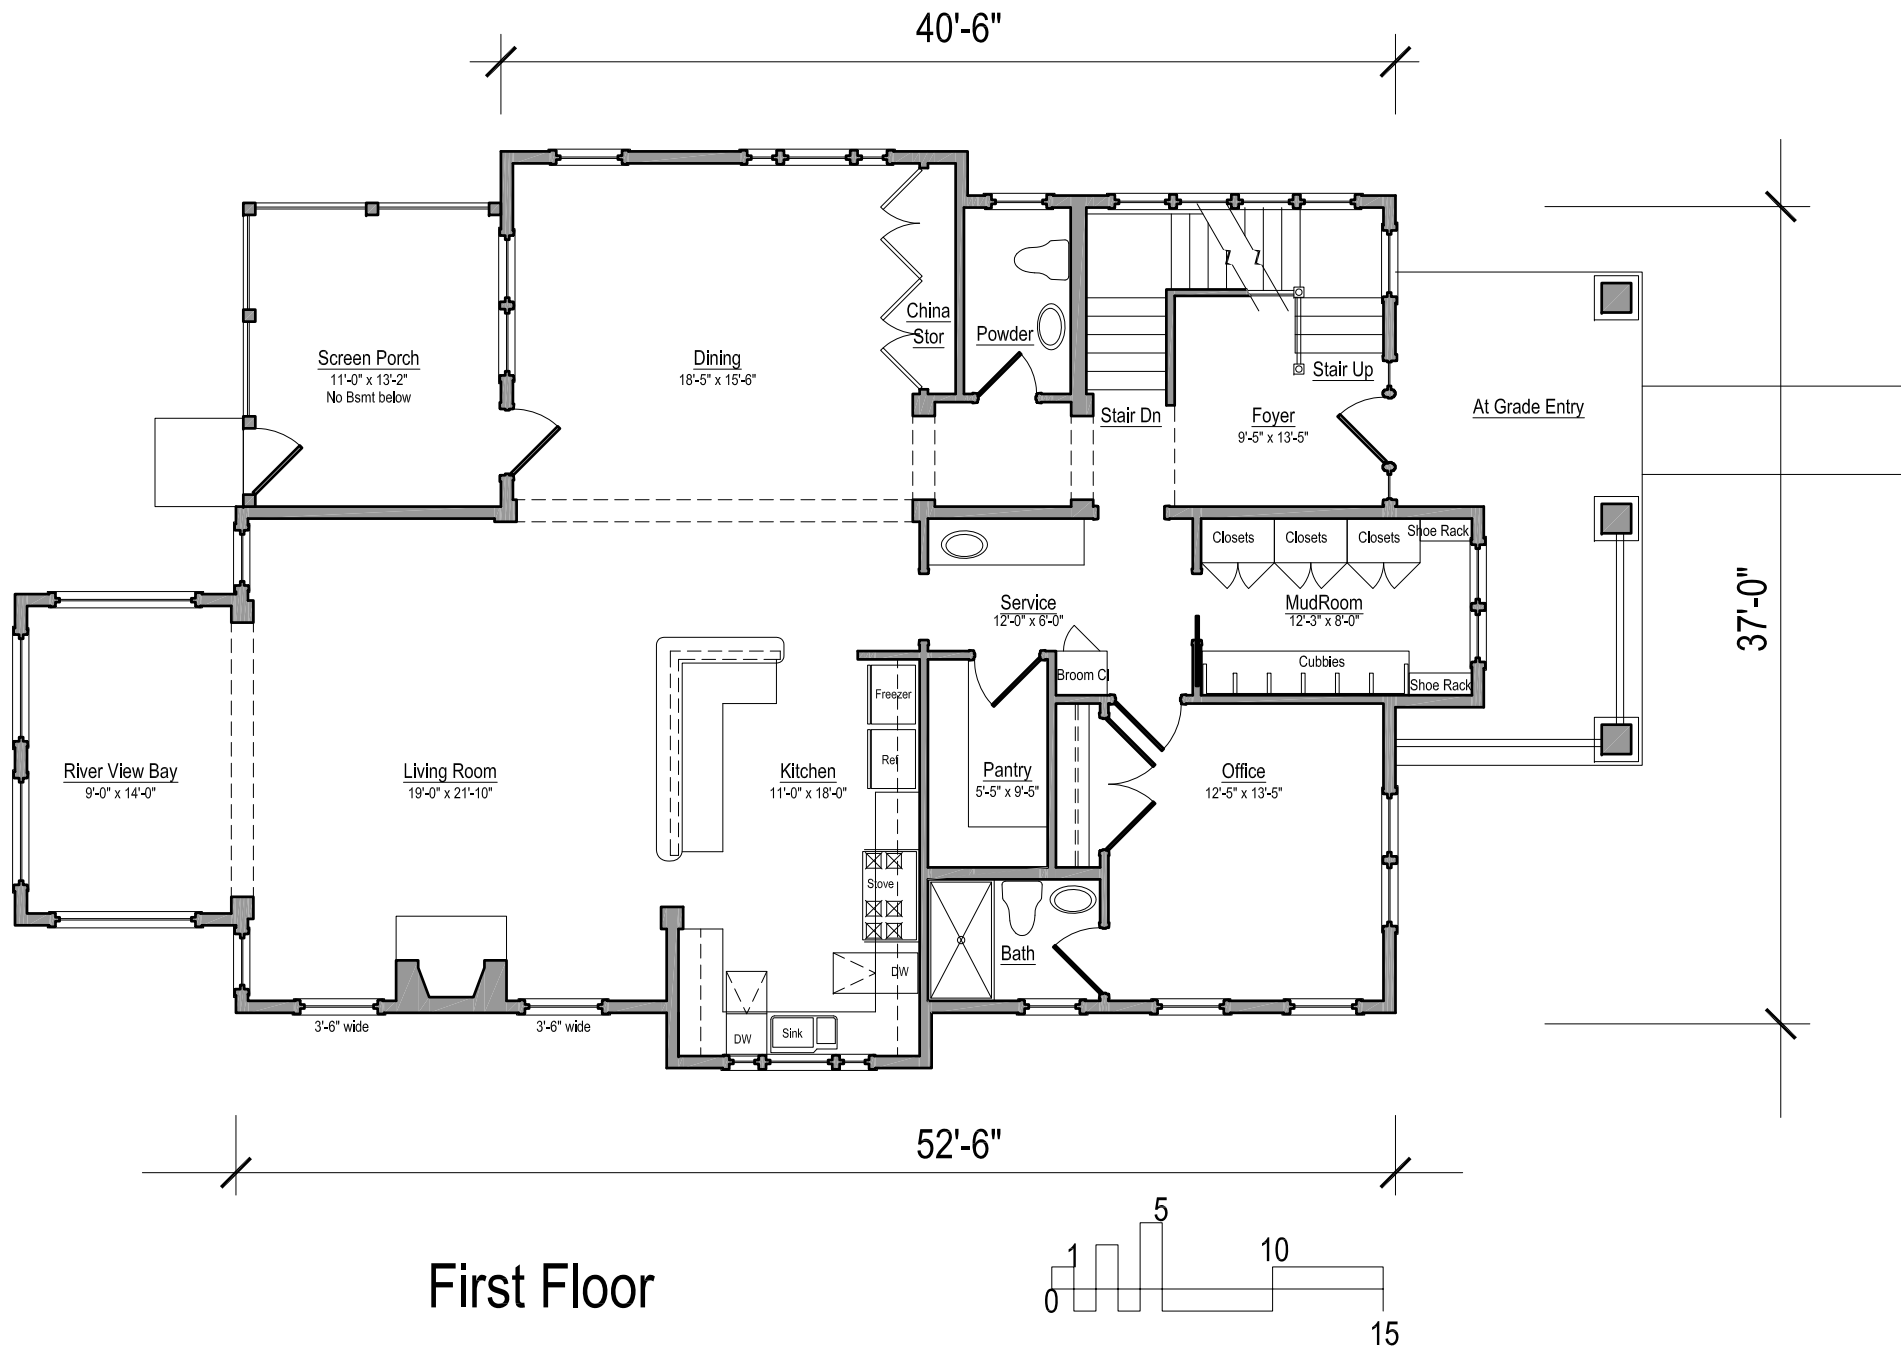 40'-6"
China
Stor
Powder
Screen Porch
11'-0" x 13'-2"
No Bsmt below
Dining
18'-5" x 15'-6"
Stair Up
Stair Dn
Foyer
9'-5" x 13'-5"
At Grade Entry
Closets
Closets
Closets
Shoe Rack
37'-0"
Service
12'-0" x 6'-0"
MudRoom
12'-3" x 8'-0"
Cubbies
Broom Cl
Shoe Rack
Freezer
Ref
River View Bay
9'-0" x 14'-0"
Living Room
19'-0" x 21'-10"
Kitchen
11'-0" x 18'-0"
Pantry
5'-5" x 9'-5"
Office
12'-5" x 13'-5"
Stove
Bath
DW
3'-6" wide
3'-6" wide
DW
Sink
52'-6"
First Floor
0
1
5
10
15